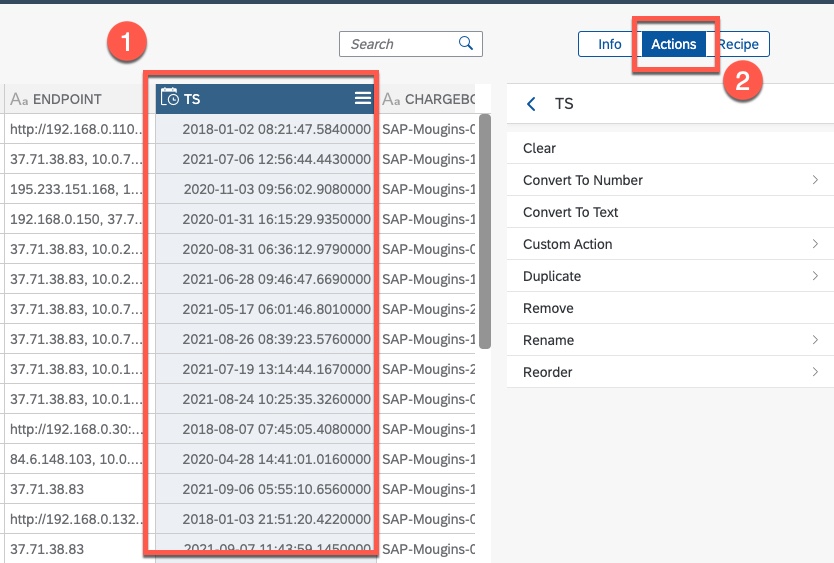 1
Search
Info Actions Recipe
2
Aa ENDPOINT TS Aa CHARGEBO
http://192.168.0.110... 2018-01-02 08:21:47.5840000 SAP-Mougins-0
37.71.38.83, 10.0.7... 2021-07-06 12:56:44.4430000 SAP-Mougins-1
195.233.151.168, 1... 2020-11-03 09:56:02.9080000 SAP-Mougins-1
192.168.0.150, 37.7... 2020-01-31 16:15:29.9350000 SAP-Mougins-1
37.71.38.83, 10.0.2... 2020-08-31 06:36:12.9790000 SAP-Mougins-0
37.71.38.83, 10.0.2... 2021-06-28 09:46:47.6690000 SAP-Mougins-1
37.71.38.83, 10.0.7... 2021-05-17 06:01:46.8010000 SAP-Mougins-2
37.71.38.83, 10.0.7... 2021-08-26 08:39:23.5760000 SAP-Mougins-1
37.71.38.83, 10.0.1... 2021-07-19 13:14:44.1670000 SAP-Mougins-2
37.71.38.83, 10.0.1... 2021-08-24 10:25:35.3260000 SAP-Mougins-0
http://192.168.0.30:... 2018-08-07 07:45:05.4080000 SAP-Mougins-1
84.6.148.103, 10.0.... 2020-04-28 14:41:01.0160000 SAP-Mougins-1
37.71.38.83 2021-09-06 05:55:10.6560000 SAP-Mougins-1
http://192.168.0.132... 2018-01-03 21:51:20.4220000 SAP-Mougins-0
37.71.38.83 2021-09-07 11:43:59.1450000 SAP-Mougins-0
TS
Clear
Convert To Number
Convert To Text
Custom Action
Duplicate
Remove
Rename
Reorder